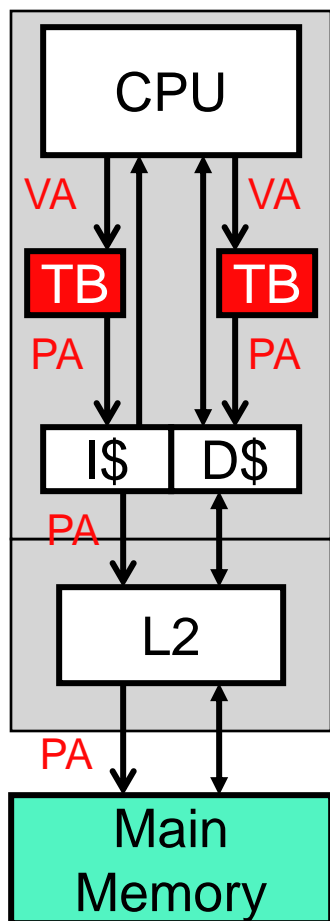 CPU
VA VA
TB TB
PA PA
I$ D$
PA
L2
PA
Main
Memory